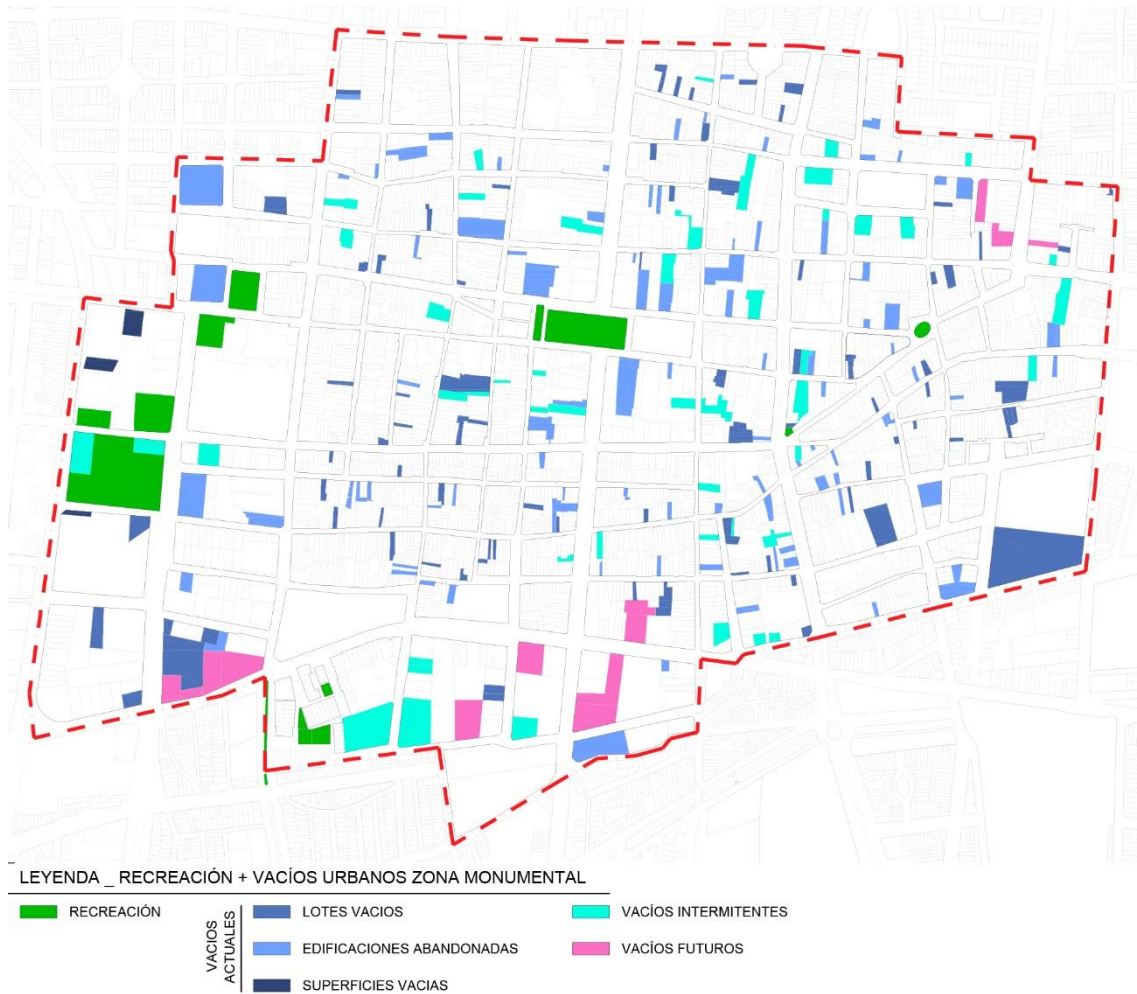 LEYENDA _ RECREACIÓN + VACÍOS URBANOS ZONA MONUMENTAL
RECREACIÓN
VACIOS ACTUALES
LOTES VACIOS
EDIFICACIONES ABANDONADAS
SUPERFICIES VACIAS
VACÍOS INTERMITENTES
VACÍOS FUTUROS